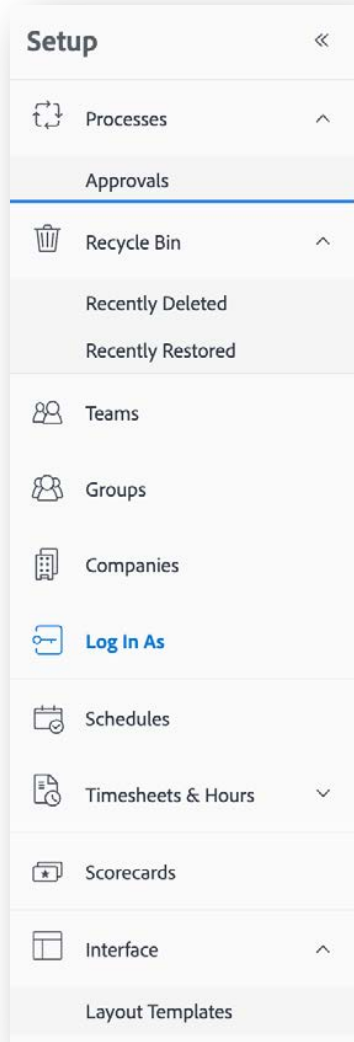 Setup
Processes
Approvals
Recycle Bin
Recently Deleted
Recently Restored
Teams
Groups
Companies
Log In As
Schedules
Timesheets & Hours
Scorecards
Interface
Layout Templates